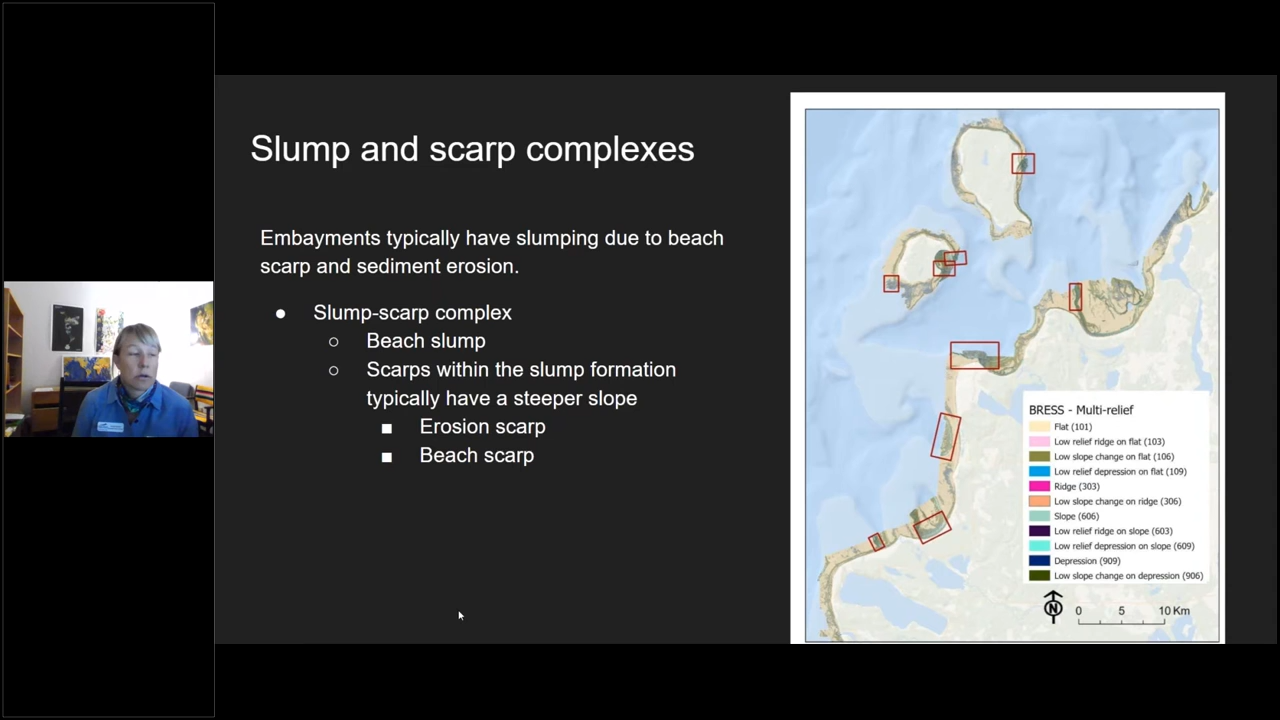 Slump and scarp complexes
Embayments typically have slumping due to beach
scarp and sediment erosion.
● Slump-scarp complex
○ Beach slump
○ Scarps within the slump formation
typically have a steeper slope
■ Erosion scarp
■ Beach scarp
BRESS - Multi-relief
Flat (101)
Low relief ridge on flat (103)
Low slope change on flat (106)
Low relief depression on flat (109)
Ridge (303)
Low slope change on ridge (306)
Slope (606)
Low relief ridge on slope (603)
Low relief depression on slope (609)
Depression (909)
Low slope change on depression (906)
N
0 5 10 Km